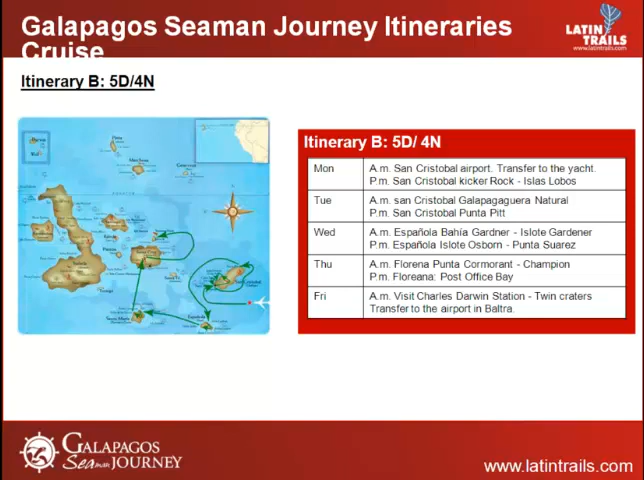 Galapagos Seaman Journey Itineraries
Cruise
LATIN
TRAILS
www.latintrails.com
Itinerary B: 5D/4N
Itinerary B: 5D/ 4N
Mon
A.m. San Cristobal airport. Transfer to the yacht.
P.m. San Cristobal kicker Rock - Islas Lobos
Tue
A.m. san Cristobal Galapagaguera Natural
P.m. San Cristobal Punta Pitt
Wed
A.m. Española Bahía Gardner - Islote Gardener
P.m. Española Islote Osborn - Punta Suarez
Thu
A.m. Florena Punta Cormorant - Champion
P.m. Floreana: Post Office Bay
Fri
A.m. Visit Charles Darwin Station - Twin craters
Transfer to the airport in Baltra.
GALAPAGOS
Seaman JOURNEY
www.latintrails.com